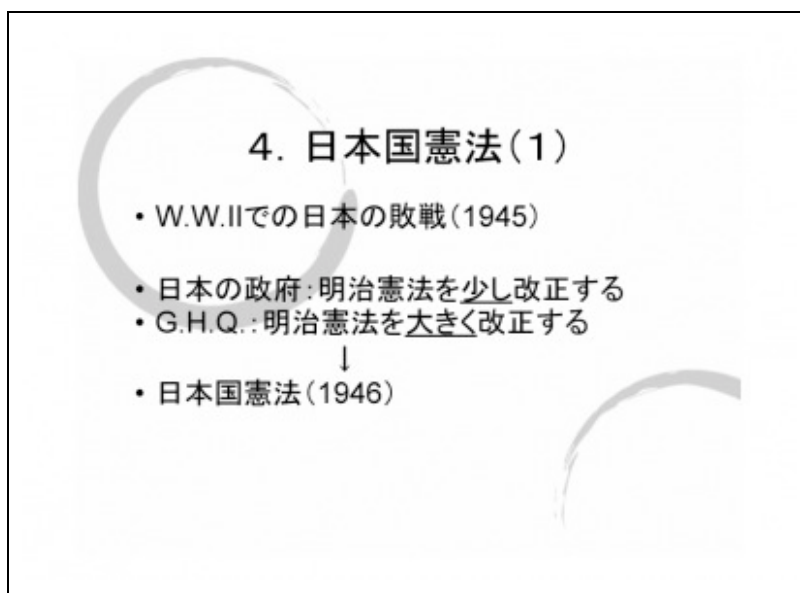 4. 日本国憲法(1)
• W.W.IIでの日本の敗戦(1945)
• 日本の政府:明治憲法を少し改正する
• G.H.Q.:明治憲法を大きく改正する
↓
• 日本国憲法(1946)